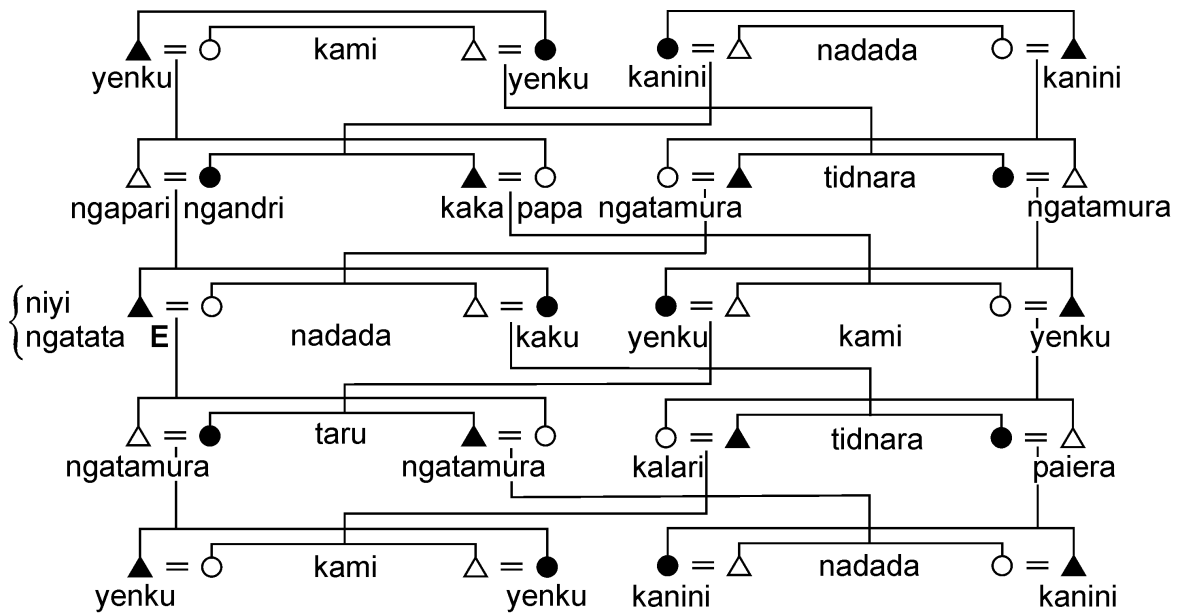 kami nadada
yenku yenku kanini kanini
tidnara
ngapari ngandri kaka papa ngatamura ngatamura
niyi
ngatata E nadada kaku yenku kami yenku
taru tidnara
ngatamura ngatamura kalari paiera
kami nadada
yenku yenku kanini kanini